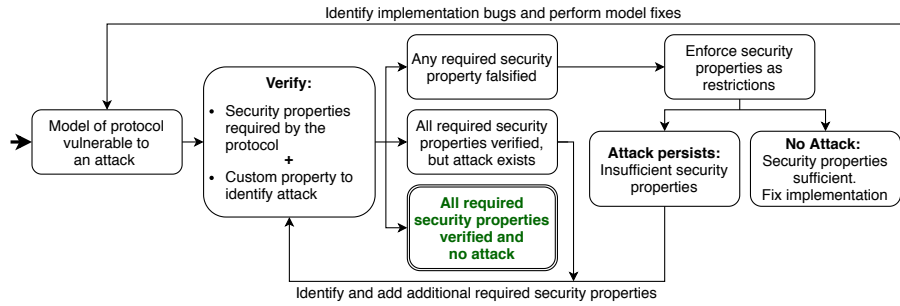 Identify implementation bugs and perform model fixes
Model of protocol
vulnerable to
an attack
Verify:
• Security properties
required by the
protocol
+
• Custom property to
identify attack
Any required security
property falsified
All required security
properties verified,
but attack exists
All required
security properties
verified and
no attack
Enforce security
properties as
restrictions
Attack persists:
Insufficient security
properties
No Attack:
Security properties
sufficient.
Fix implementation
Identify and add additional required security properties